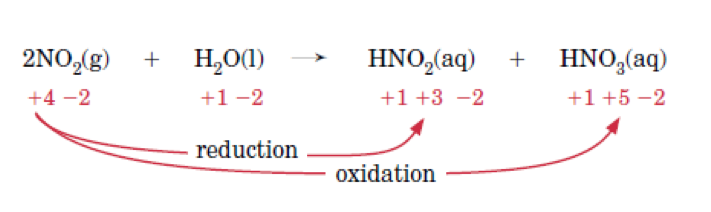 2NO₂(g) + H₂O(l) → HNO₂(aq) + HNO₃(aq)
+4 −2 +1 −2 +1 +3 −2 +1 +5 −2
reduction
oxidation